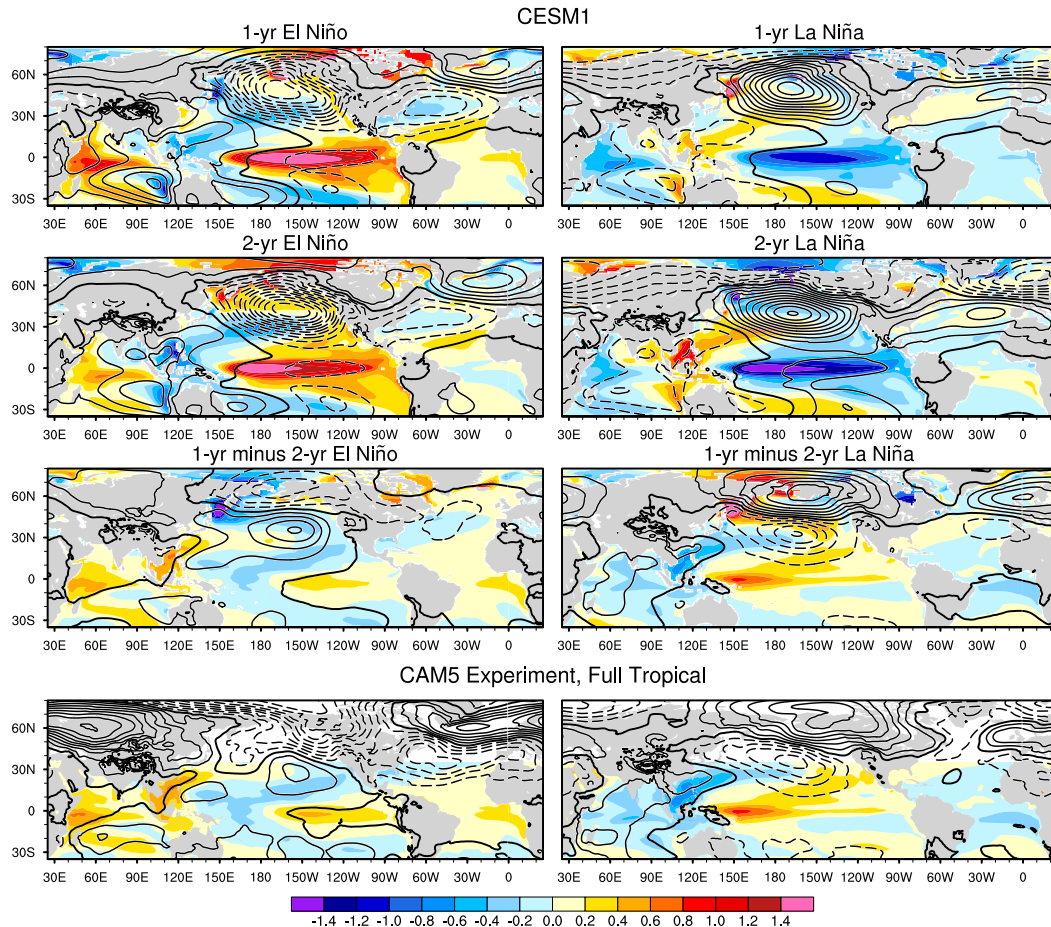 CESM1
1-yr El Niño 1-yr La Niña
60N
30N
0
30S
30E 60E 90E 120E 150E 180 150W 120W 90W 60W 30W 0 30E 60E 90E 120E 150E 180 150W 120W 90W 60W 30W 0
2-yr El Niño 2-yr La Niña
60N
30N
0
30S
30E 60E 90E 120E 150E 180 150W 120W 90W 60W 30W 0 30E 60E 90E 120E 150E 180 150W 120W 90W 60W 30W 0
1-yr minus 2-yr El Niño 1-yr minus 2-yr La Niña
60N
30N
0
30S
30E 60E 90E 120E 150E 180 150W 120W 90W 60W 30W 0 30E 60E 90E 120E 150E 180 150W 120W 90W 60W 30W 0
CAM5 Experiment, Full Tropical
60N
30N
0
30S
30E 60E 90E 120E 150E 180 150W 120W 90W 60W 30W 0 30E 60E 90E 120E 150E 180 150W 120W 90W 60W 30W 0
-1.4 -1.2 -1.0 -0.8 -0.6 -0.4 -0.2 0.0 0.2 0.4 0.6 0.8 1.0 1.2 1.4